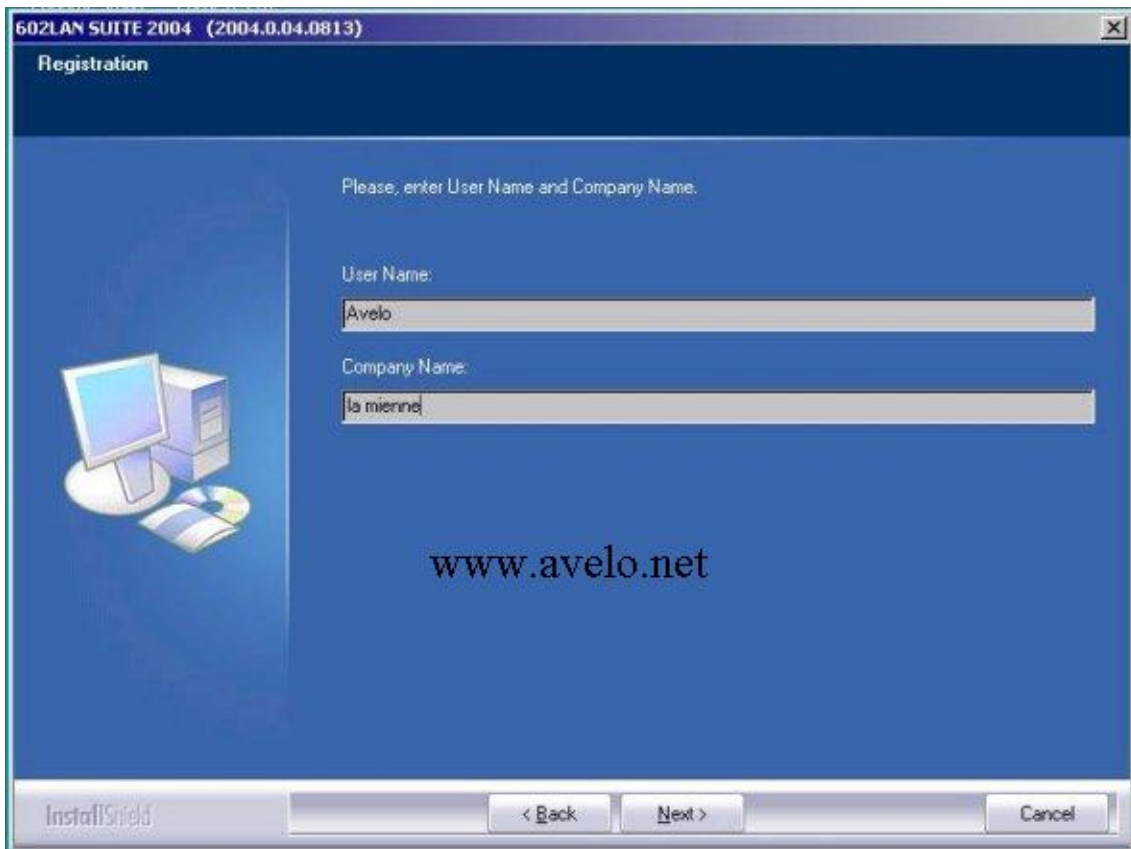 602LAN SUITE 2004 (2004.0.04.0813)
Registration
Please, enter User Name and Company Name.
User Name:
Avelo
Company Name:
la mienne
www.avelo.net
InstallShield
< Back
Next >
Cancel